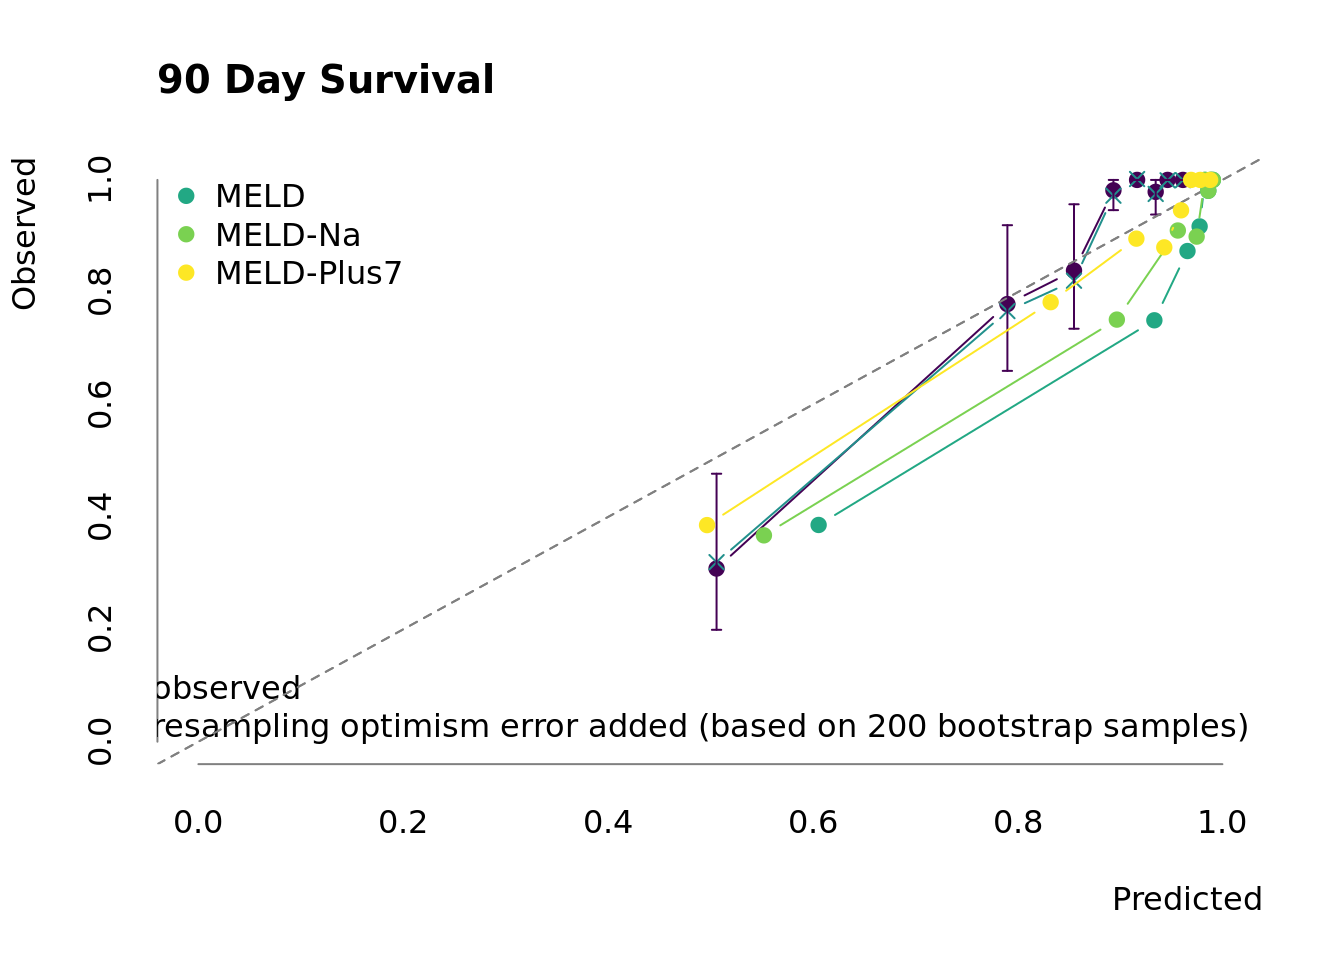 90 Day Survival
Observed
1.0
0.8
0.6
0.4
0.2
0.0
MELD
MELD-Na
MELD-Plus7
observed
resampling optimism error added (based on 200 bootstrap samples)
0.0 0.2 0.4 0.6 0.8 1.0
Predicted